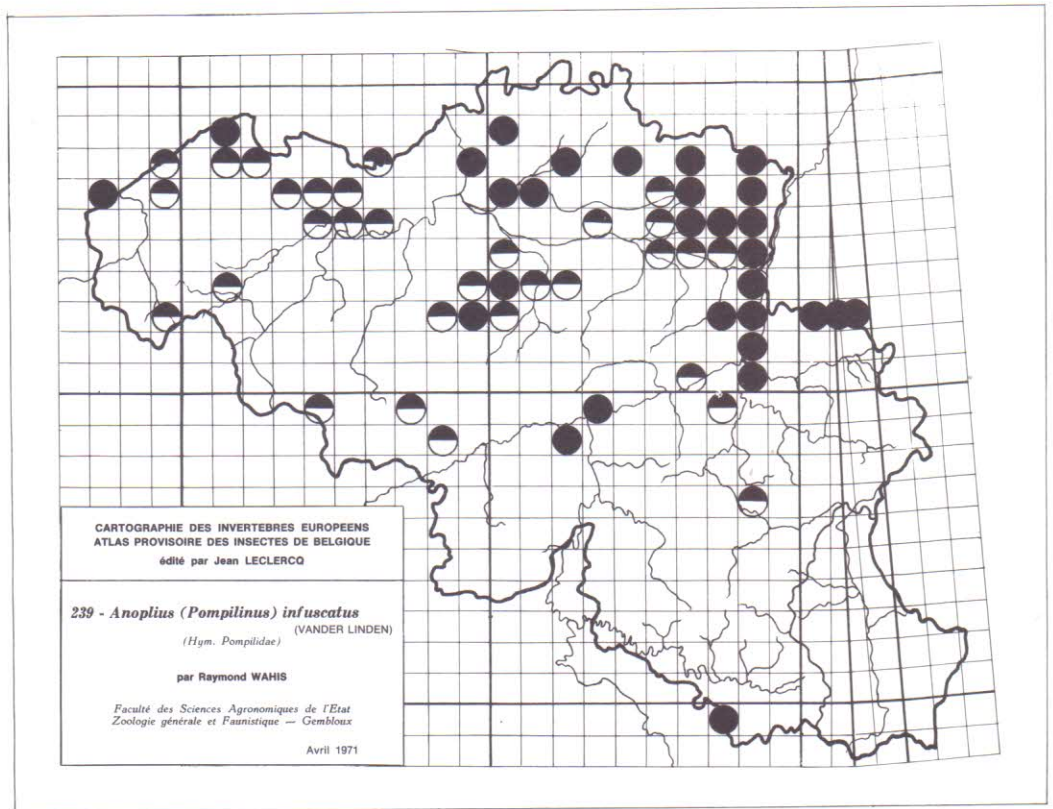 CARTOGRAPHIE DES INVERTEBRES EUROPEENS
ATLAS PROVISOIRE DES INSECTES DE BELGIQUE
édité par Jean LECLERCQ
239 - Anoplius (Pompilinus) infuscatus
(VANDER LINDEN)
(Hym. Pompilidae)
par Raymond WAHIS
Faculté des Sciences Agronomiques de l'Etat
Zoologie générale et Faunistique — Gembloux
Avril 1971